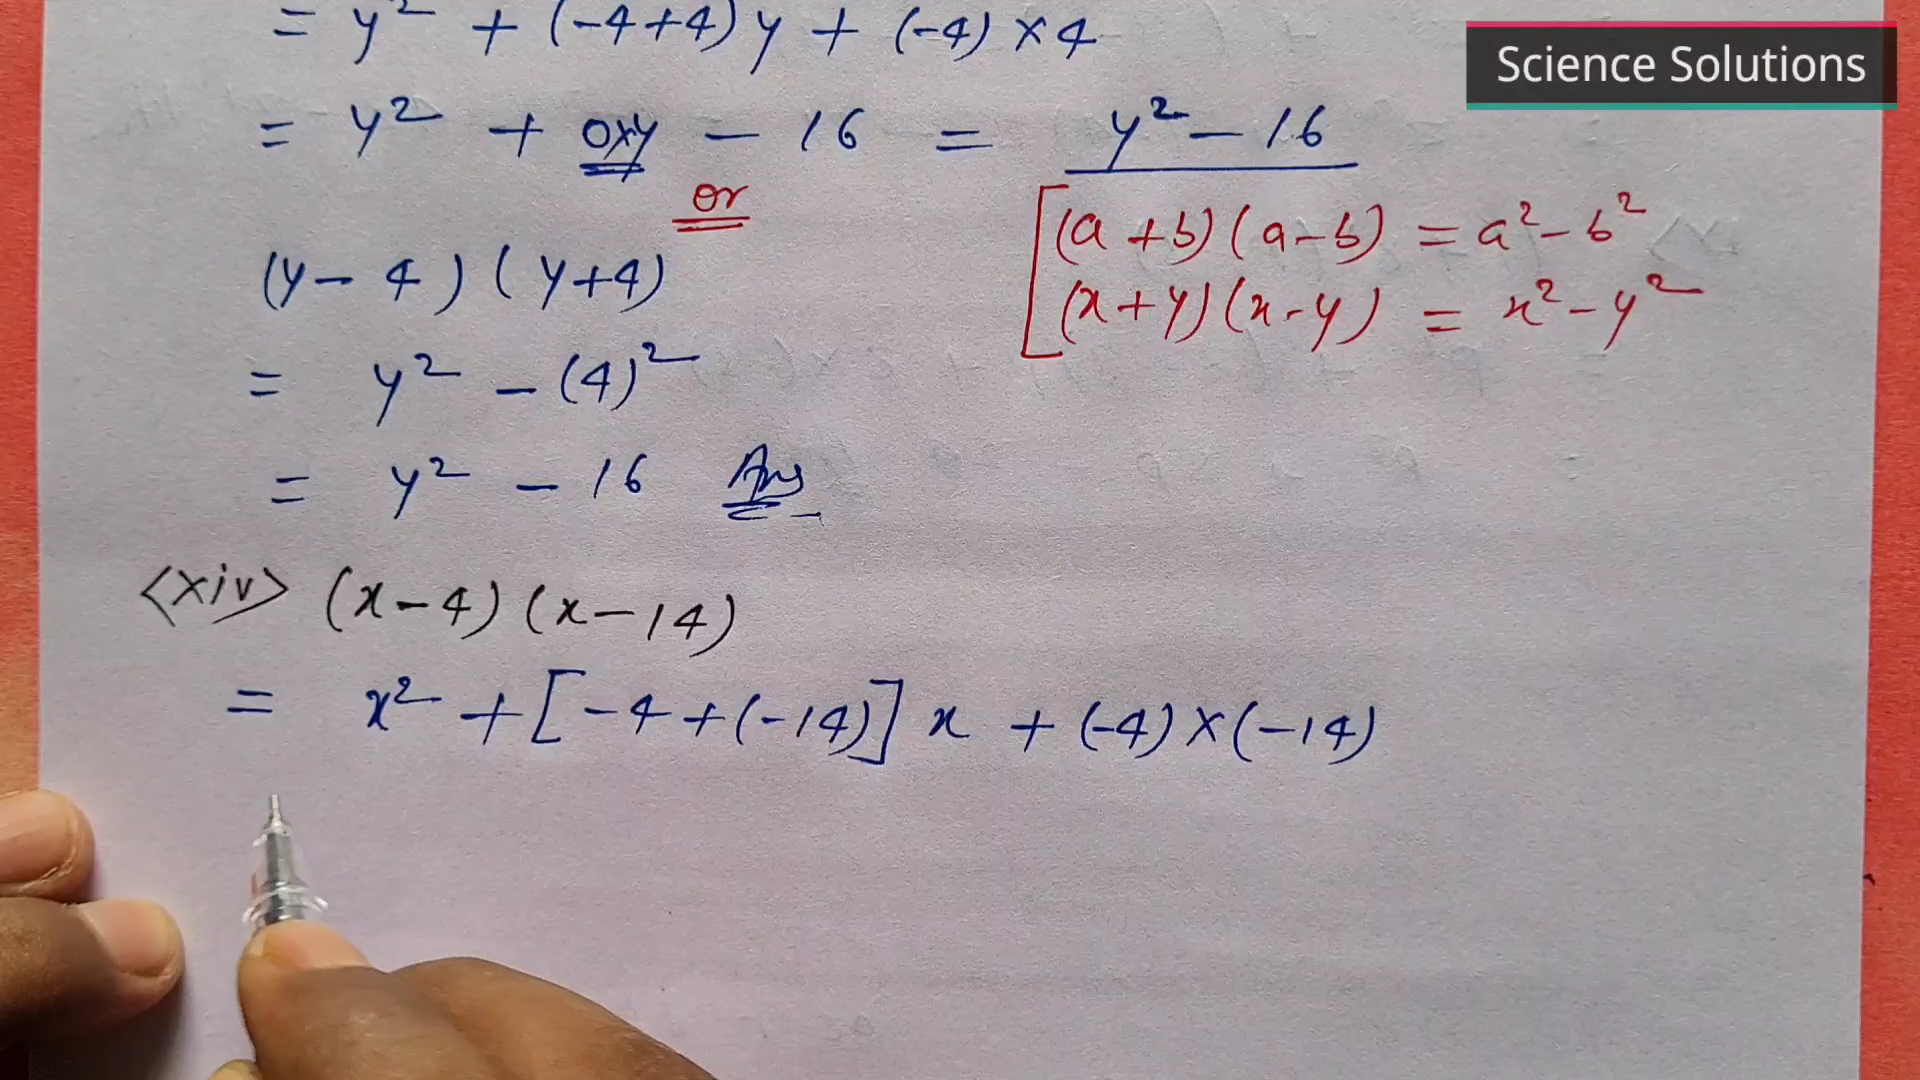 = y² + (-4+4)y + (-4) × 4
Science Solutions
= y² + 0xy - 16 = y² - 16
or
[(a+b)(a-b) = a² - b²
(x+y)(x-y) = x² - y²
(y-4)(y+4)
= y² - (4)²
= y² - 16 Ans
<xiv> (x-4)(x-14)
= x² + [-4+(-14)] x + (-4)×(-14)